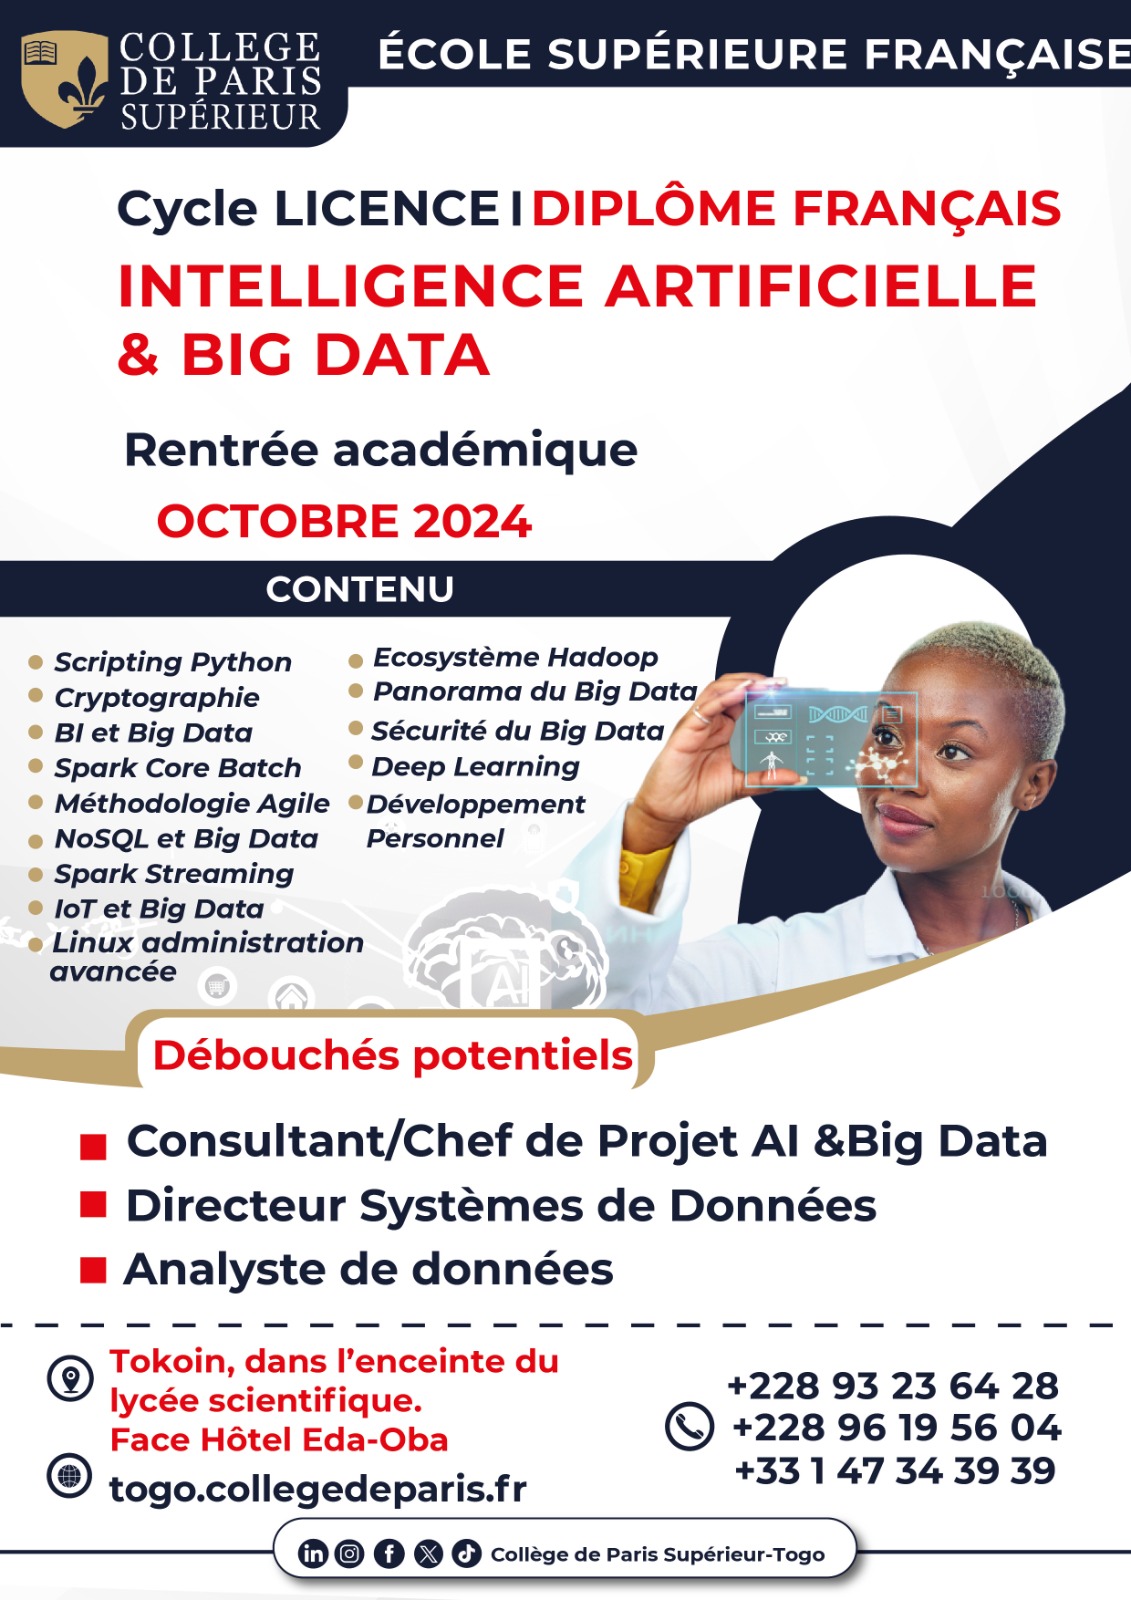 COLLEGE
DE PARIS
SUPÉRIEUR
ÉCOLE SUPÉRIEURE FRANÇAISE
Cycle LICENCE | DIPLÔME FRANÇAIS
INTELLIGENCE ARTIFICIELLE
& BIG DATA
Rentrée académique
OCTOBRE 2024
CONTENU
Scripting Python
Cryptographie
BI et Big Data
Spark Core Batch
Méthodologie Agile
NoSQL et Big Data
Spark Streaming
IoT et Big Data
Linux administration
avancée
Ecosystème Hadoop
Panorama du Big Data
Sécurité du Big Data
Deep Learning
Développement
Personnel
AI
Débouchés potentiels
Consultant/Chef de Projet AI &Big Data
Directeur Systèmes de Données
Analyste de données
Tokoin, dans l’enceinte du
lycée scientifique.
Face Hôtel Eda-Oba
togo.collegedeparis.fr
+228 93 23 64 28
+228 96 19 56 04
+33 1 47 34 39 39
Collège de Paris Supérieur-Togo